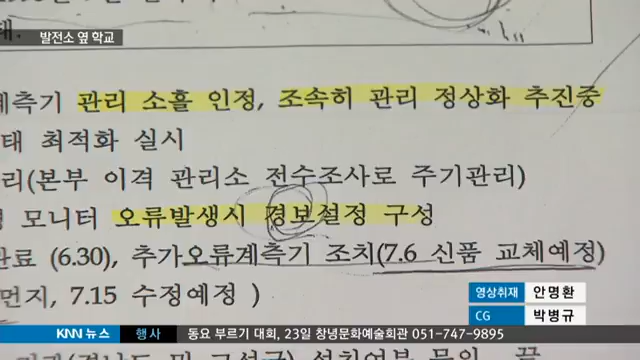 태.
발전소 옆 학교
계측기 관리 소홀 인정, 조속히 관리 정상화 추진중
태 최적화 실시
리(본부 이격 관리소 전수조사로 주기관리)
모니터 오류발생시 경보설정 구성
완료 (6.30), 추가오류계측기 조치(7.6 신품 교체예정)
먼지, 7.15 수정예정 )
영상취재 안명환
CG 박병규
KNN 뉴스 행사 동요 부르기 대회, 23일 창녕문화예술회관 051-747-9895